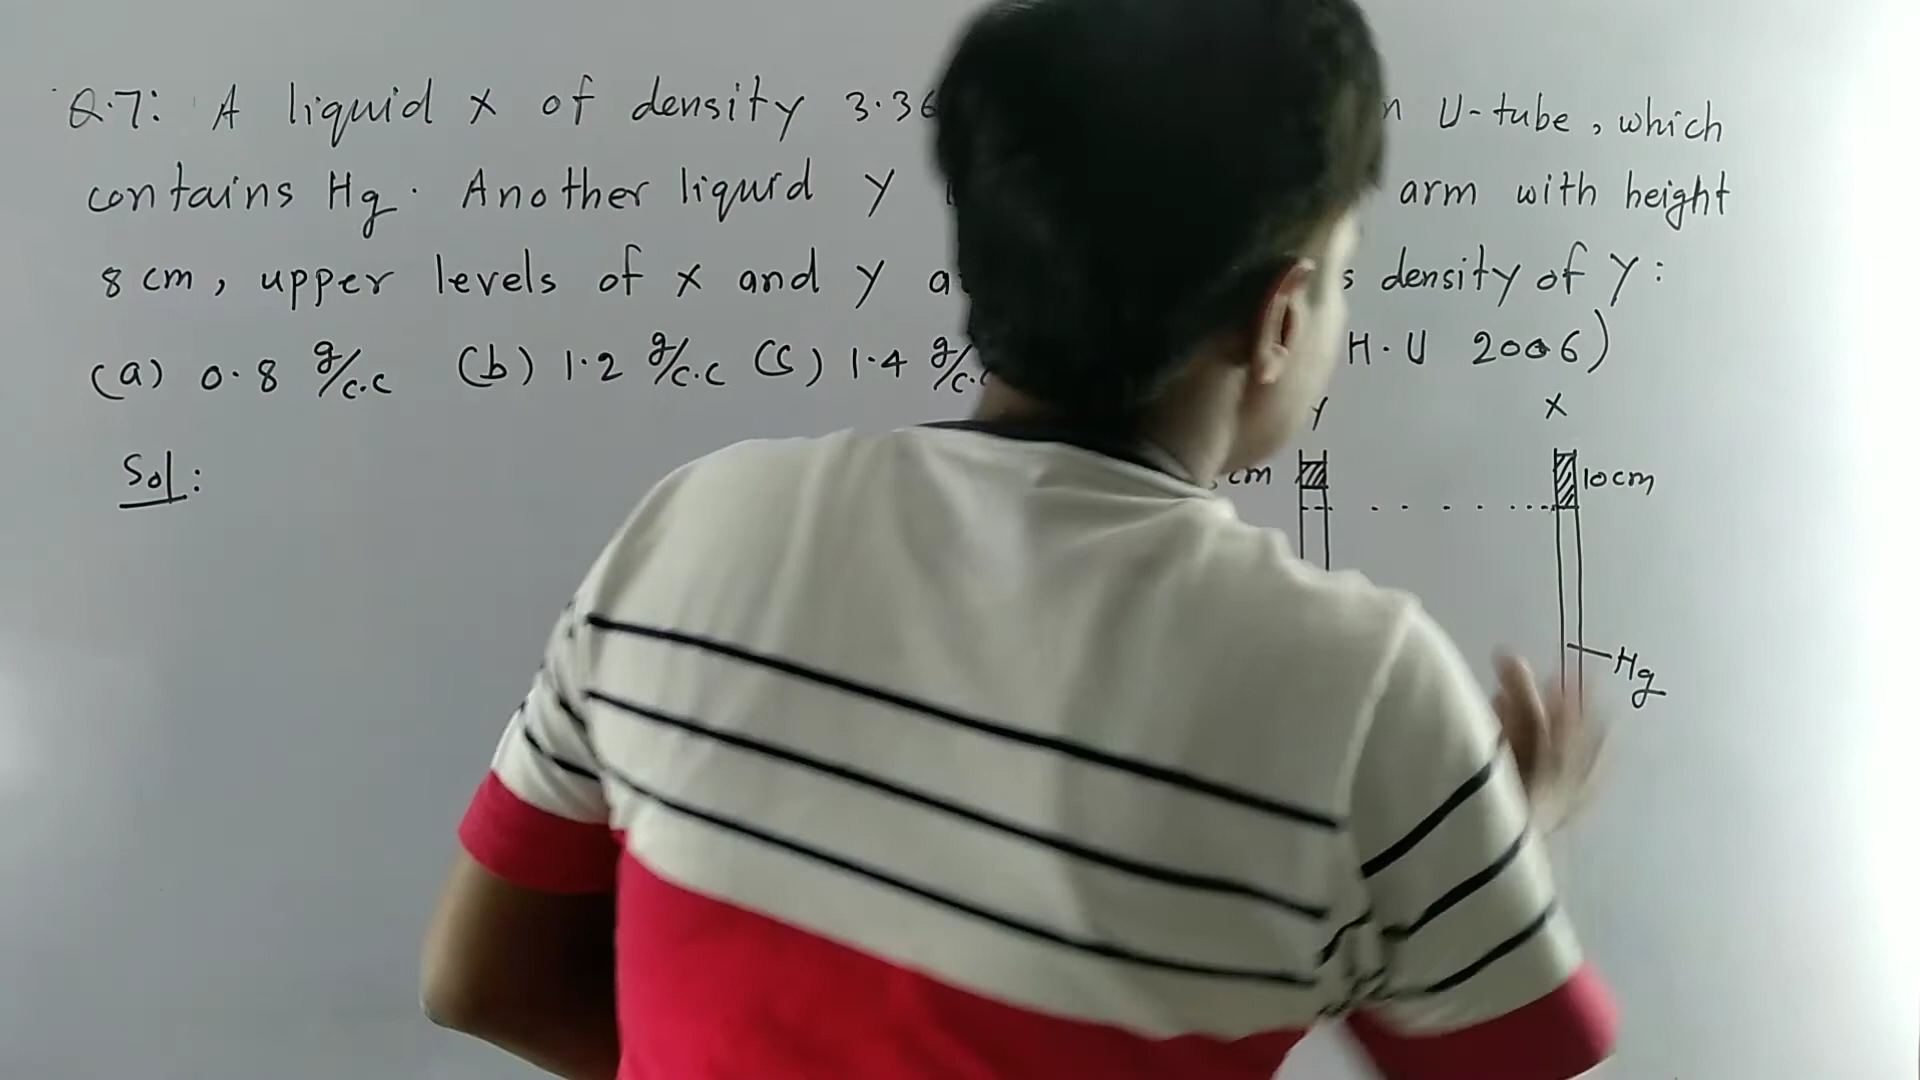 Q.7: A liquid x of density 3.36 U-tube, which
contains Hg. Another liquid Y arm with height
8 cm, upper levels of x and y density of Y:
(a) 0.8 g/c.c (b) 1.2 g/c.c (c) 1.4 g/c.c H.U 2006)
Y X
Sol: cm 10cm
Hg